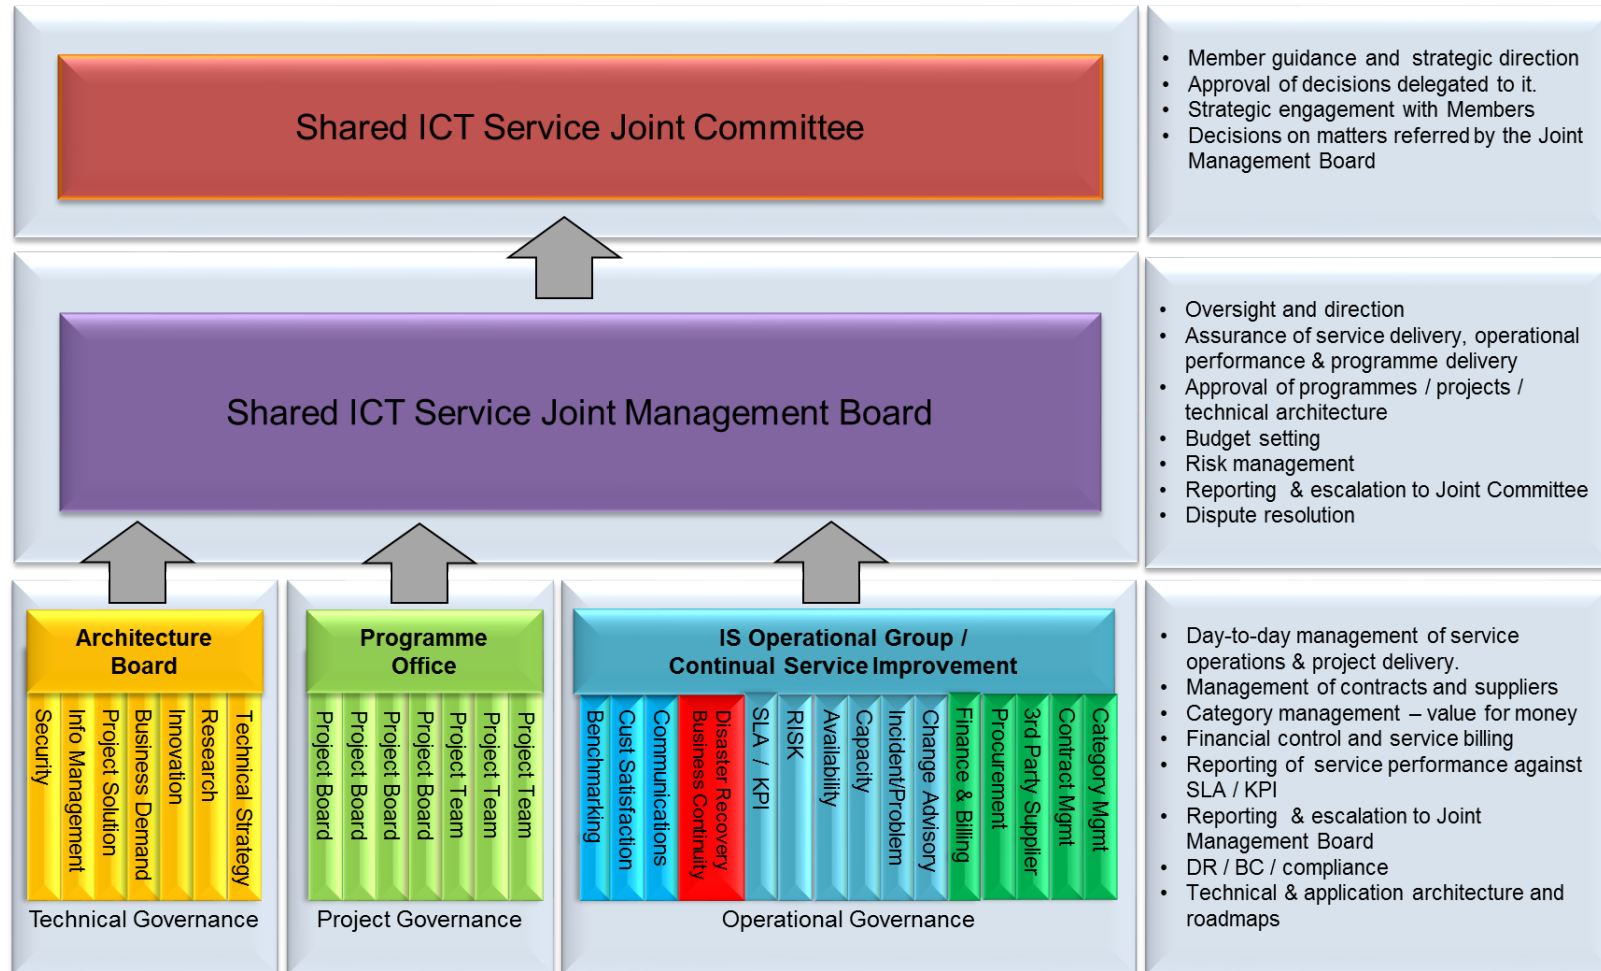 Shared ICT Service Joint Committee
• Member guidance and strategic direction
• Approval of decisions delegated to it.
• Strategic engagement with Members
• Decisions on matters referred by the Joint
Management Board
Shared ICT Service Joint Management Board
• Oversight and direction
• Assurance of service delivery, operational
performance & programme delivery
• Approval of programmes / projects /
technical architecture
• Budget setting
• Risk management
• Reporting & escalation to Joint Committee
• Dispute resolution
Architecture
Board
Security
Info Management
Project Solution
Business Demand
Innovation
Research
Technical Strategy
Technical Governance
Programme
Office
Project Board
Project Board
Project Board
Project Board
Project Team
Project Team
Project Team
Project Governance
IS Operational Group /
Continual Service Improvement
Benchmarking
Cust Satisfaction
Communications
Disaster Recovery
Business Continuity
SLA / KPI
RISK
Availability
Capacity
Incident/Problem
Change Advisory
Finance & Billing
Procurement
3rd Party Supplier
Contract Mgmt
Category Mgmt
Operational Governance
• Day-to-day management of service
operations & project delivery.
• Management of contracts and suppliers
• Category management – value for money
• Financial control and service billing
• Reporting of service performance against
SLA / KPI
• Reporting & escalation to Joint
Management Board
• DR / BC / compliance
• Technical & application architecture and
roadmaps